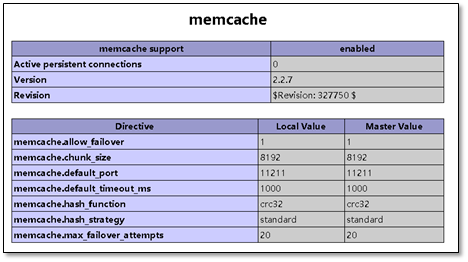 memcache
memcache support enabled
Active persistent connections 0
Version 2.2.7
Revision $Revision: 327750 $
Directive Local Value Master Value
memcache.allow_failover 1 1
memcache.chunk_size 8192 8192
memcache.default_port 11211 11211
memcache.default_timeout_ms 1000 1000
memcache.hash_function crc32 crc32
memcache.hash_strategy standard standard
memcache.max_failover_attempts 20 20